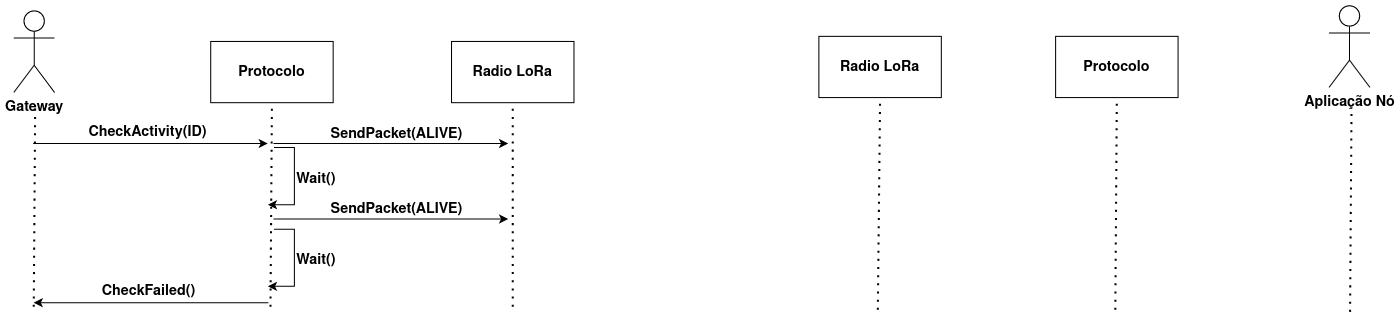 Gateway
Protocolo
Radio LoRa
Radio LoRa
Protocolo
Aplicação Nó
CheckActivity(ID)
SendPacket(ALIVE)
Wait()
SendPacket(ALIVE)
Wait()
CheckFailed()